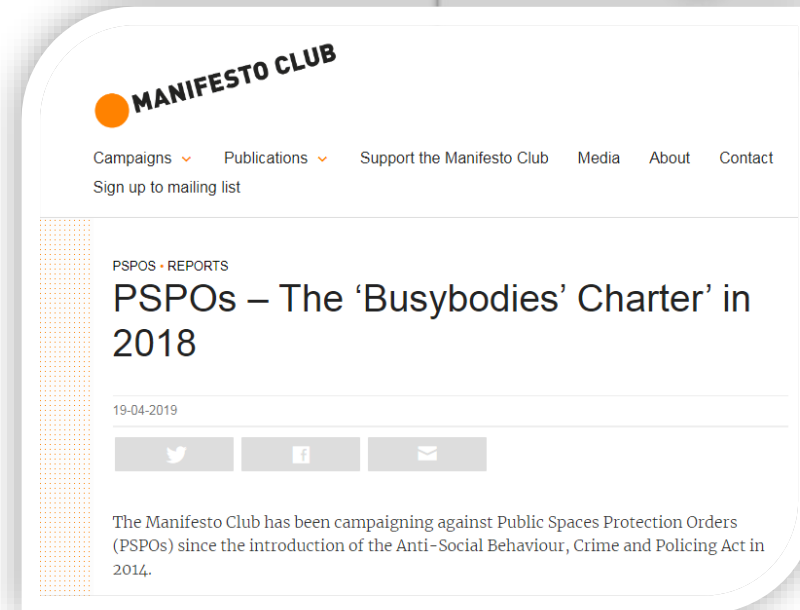 MANIFESTO CLUB
Campaigns Publications Support the Manifesto Club Media About Contact
Sign up to mailing list
PSPOS • REPORTS
PSPOs – The ‘Busybodies’ Charter’ in
2018
19-04-2019
The Manifesto Club has been campaigning against Public Spaces Protection Orders
(PSPOs) since the introduction of the Anti-Social Behaviour, Crime and Policing Act in
2014.